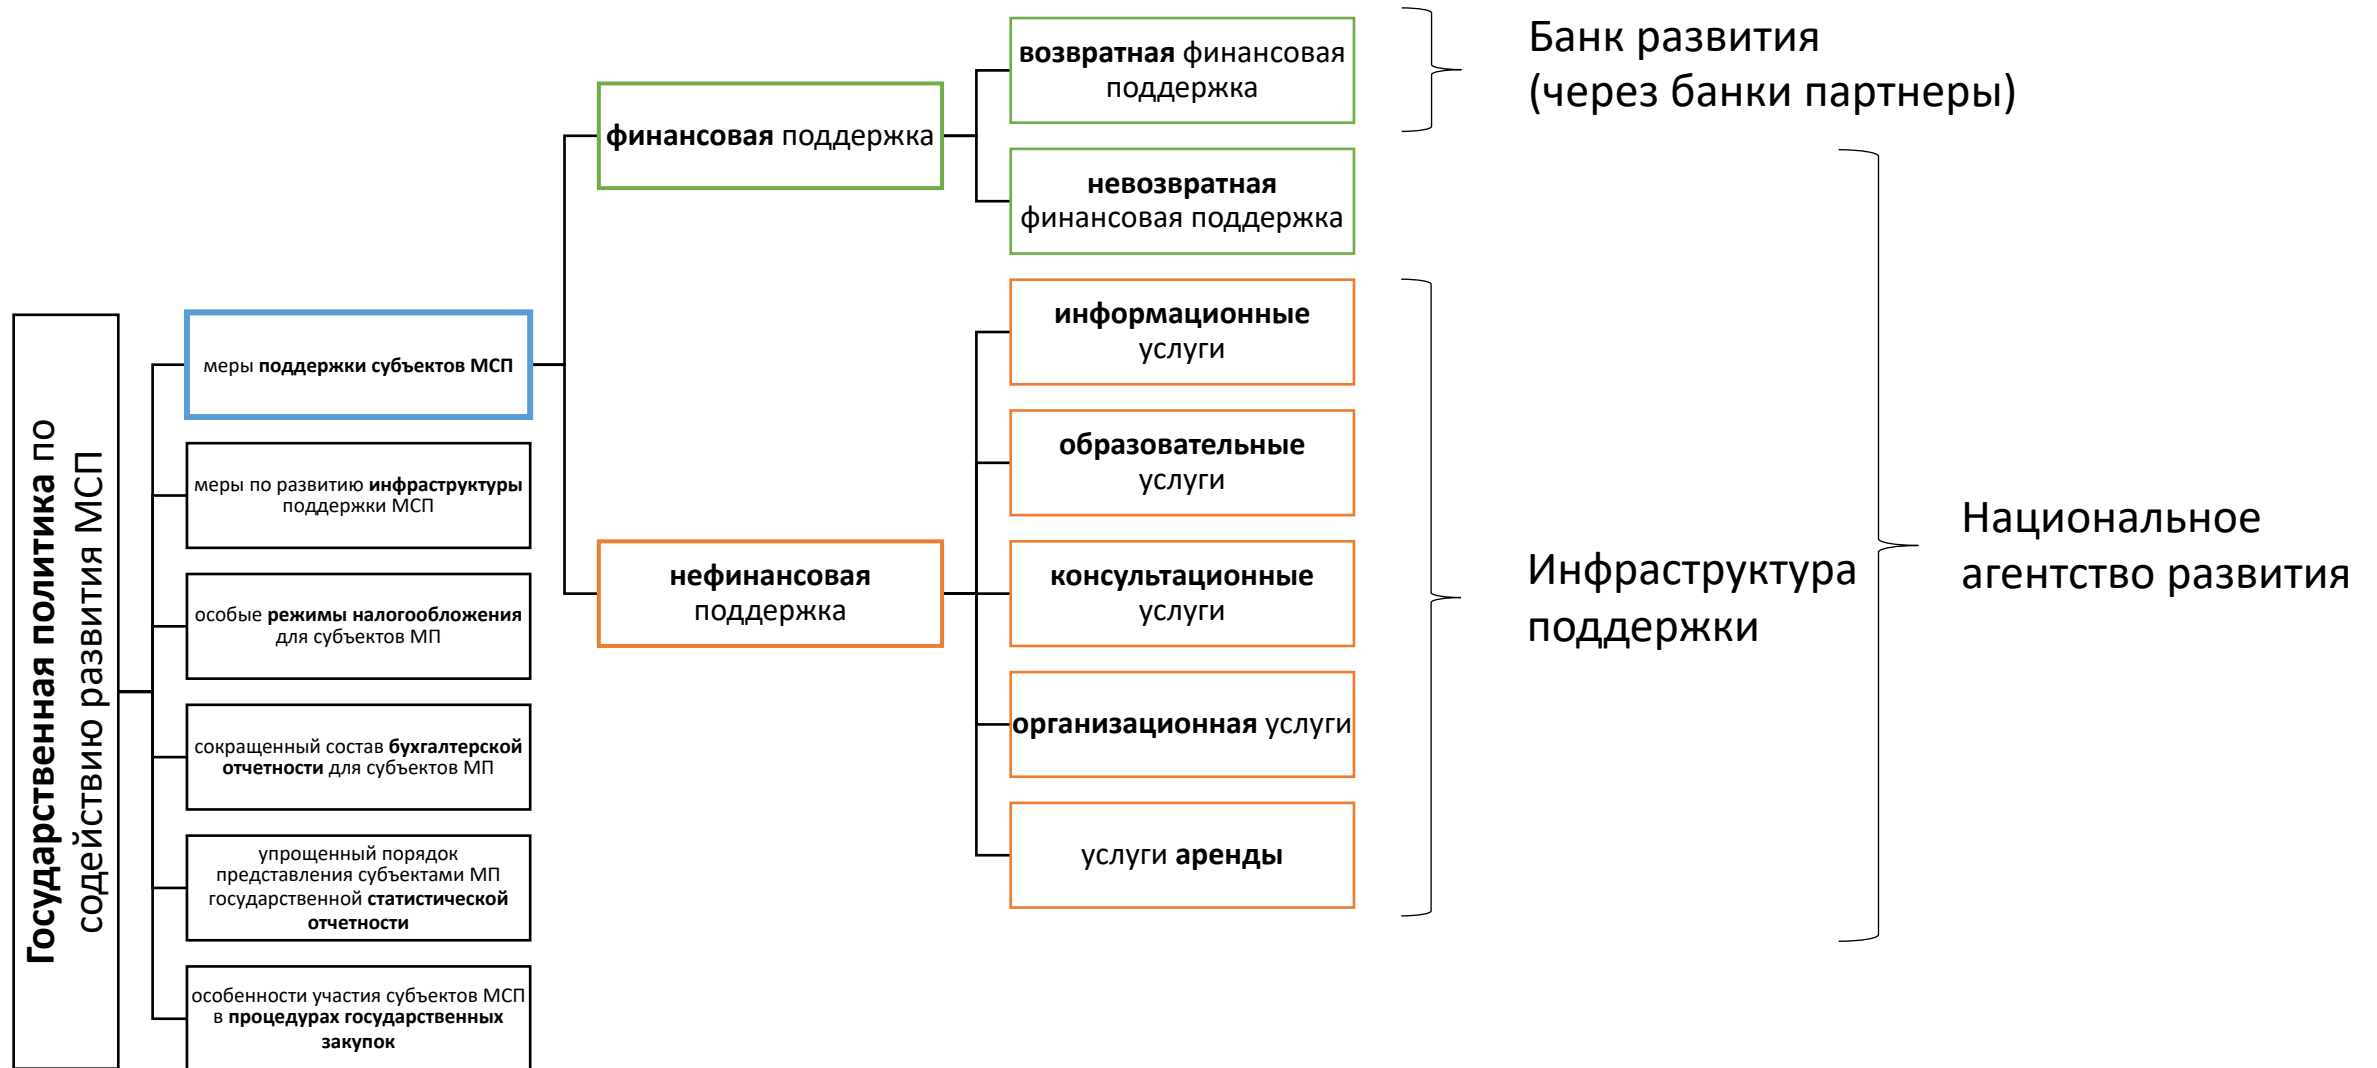 Государственная политика по
содействию развития МСП
меры поддержки субъектов МСП
меры по развитию инфраструктуры
поддержки МСП
особые режимы налогообложения
для субъектов МП
сокращенный состав бухгалтерской
отчетности для субъектов МП
упрощенный порядок
представления субъектами МП
государственной статистической
отчетности
особенности участия субъектов МСП
в процедурах государственных
закупок
финансовая поддержка
нефинансовая
поддержка
возвратная финансовая
поддержка
невозвратная
финансовая поддержка
информационные
услуги
образовательные
услуги
консультационные
услуги
организационная услуги
услуги аренды
Банк развития
(через банки партнеры)
Инфраструктура
поддержки
Национальное
агентство развития